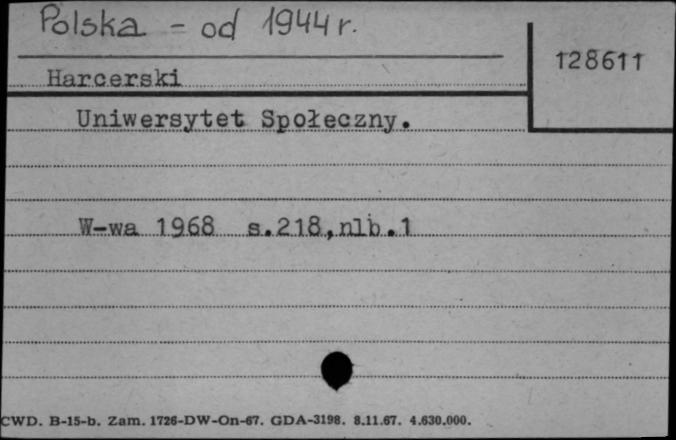 Polska - od 1944 r.
128611
Harcerski
Uniwersytet Społeczny.
W-wa 1968 s.218,nlb.1
CWD. B-15-b. Zam. 1726-DW-On-67. GDA-3198. 8.11.67. 4.630.000.